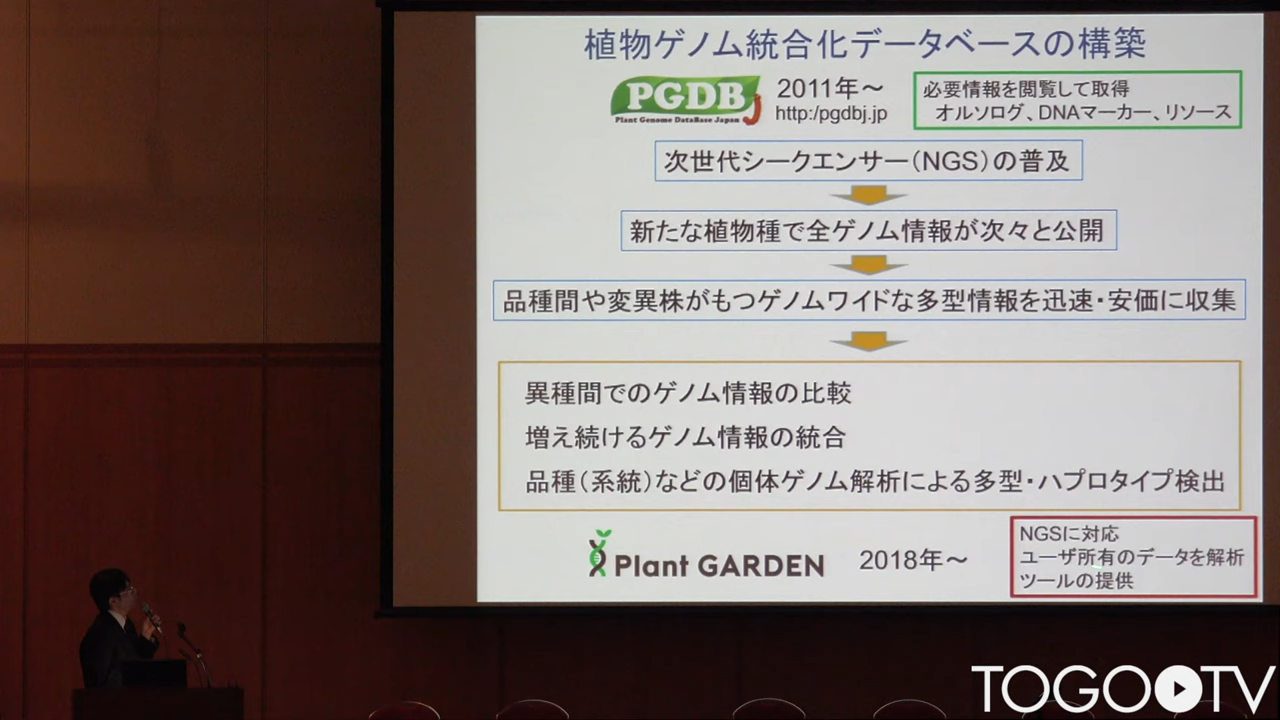 植物ゲノム統合化データベースの構築
PGDBJ
Plant Genome DataBase Japan
2011年～
http:/pgdbj.jp
必要情報を閲覧して取得
オルソログ、DNAマーカー、リソース
次世代シークエンサー（NGS）の普及
新たな植物種で全ゲノム情報が次々と公開
品種間や変異株がもつゲノムワイドな多型情報を迅速・安価に収集
異種間でのゲノム情報の比較
増え続けるゲノム情報の統合
品種（系統）などの個体ゲノム解析による多型・ハプロタイプ検出
Plant GARDEN
2018年～
NGSに対応
ユーザ所有のデータを解析
ツールの提供
TOGOTV